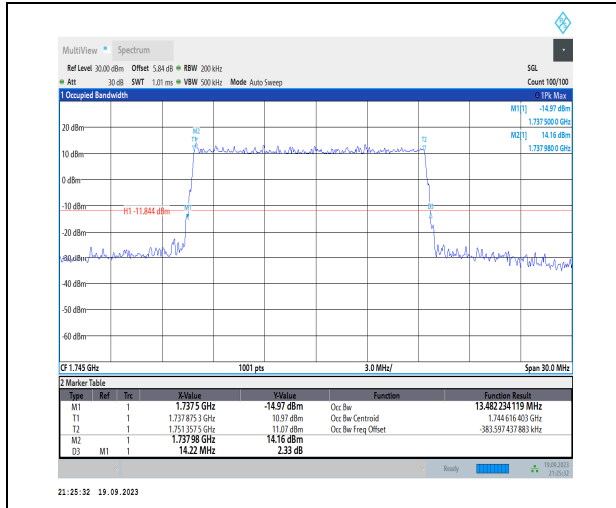 MultiView Spectrum
Ref Level 30.00 dBm Offset 5.84 dB RBW 200 kHz SGL
Att 30 dB SWT 1.01 ms VBW 500 kHz Mode Auto Sweep Count 100/100
1 Occupied Bandwidth 1Pk Max
M1[1] -14.97 dBm
1.737 500 0 GHz
M2[1] 14.16 dBm
1.737 980 0 GHz
20 dBm
M2
T1
T2
10 dBm
0 dBm
-10 dBm
H1 -11.844 dBm
M1
D3
-20 dBm
-30 dBm
-40 dBm
-50 dBm
-60 dBm
CF 1.745 GHz 1001 pts 3.0 MHz/ Span 30.0 MHz
2 Marker Table
Type Ref Trc X-Value Y-Value Function Function Result
M1 1 1.737 5 GHz -14.97 dBm Occ Bw 13.482 234 119 MHz
T1 1 1.737 875 3 GHz 10.97 dBm Occ Bw Centroid 1.744 616 403 GHz
T2 1 1.751 357 5 GHz 11.07 dBm Occ Bw Freq Offset -383.597 437 883 kHz
M2 1 1.737 98 GHz 14.16 dBm
D3 M1 1 14.22 MHz 2.33 dB
Ready 19.09.2023
21:25:32
21:25:32 19.09.2023